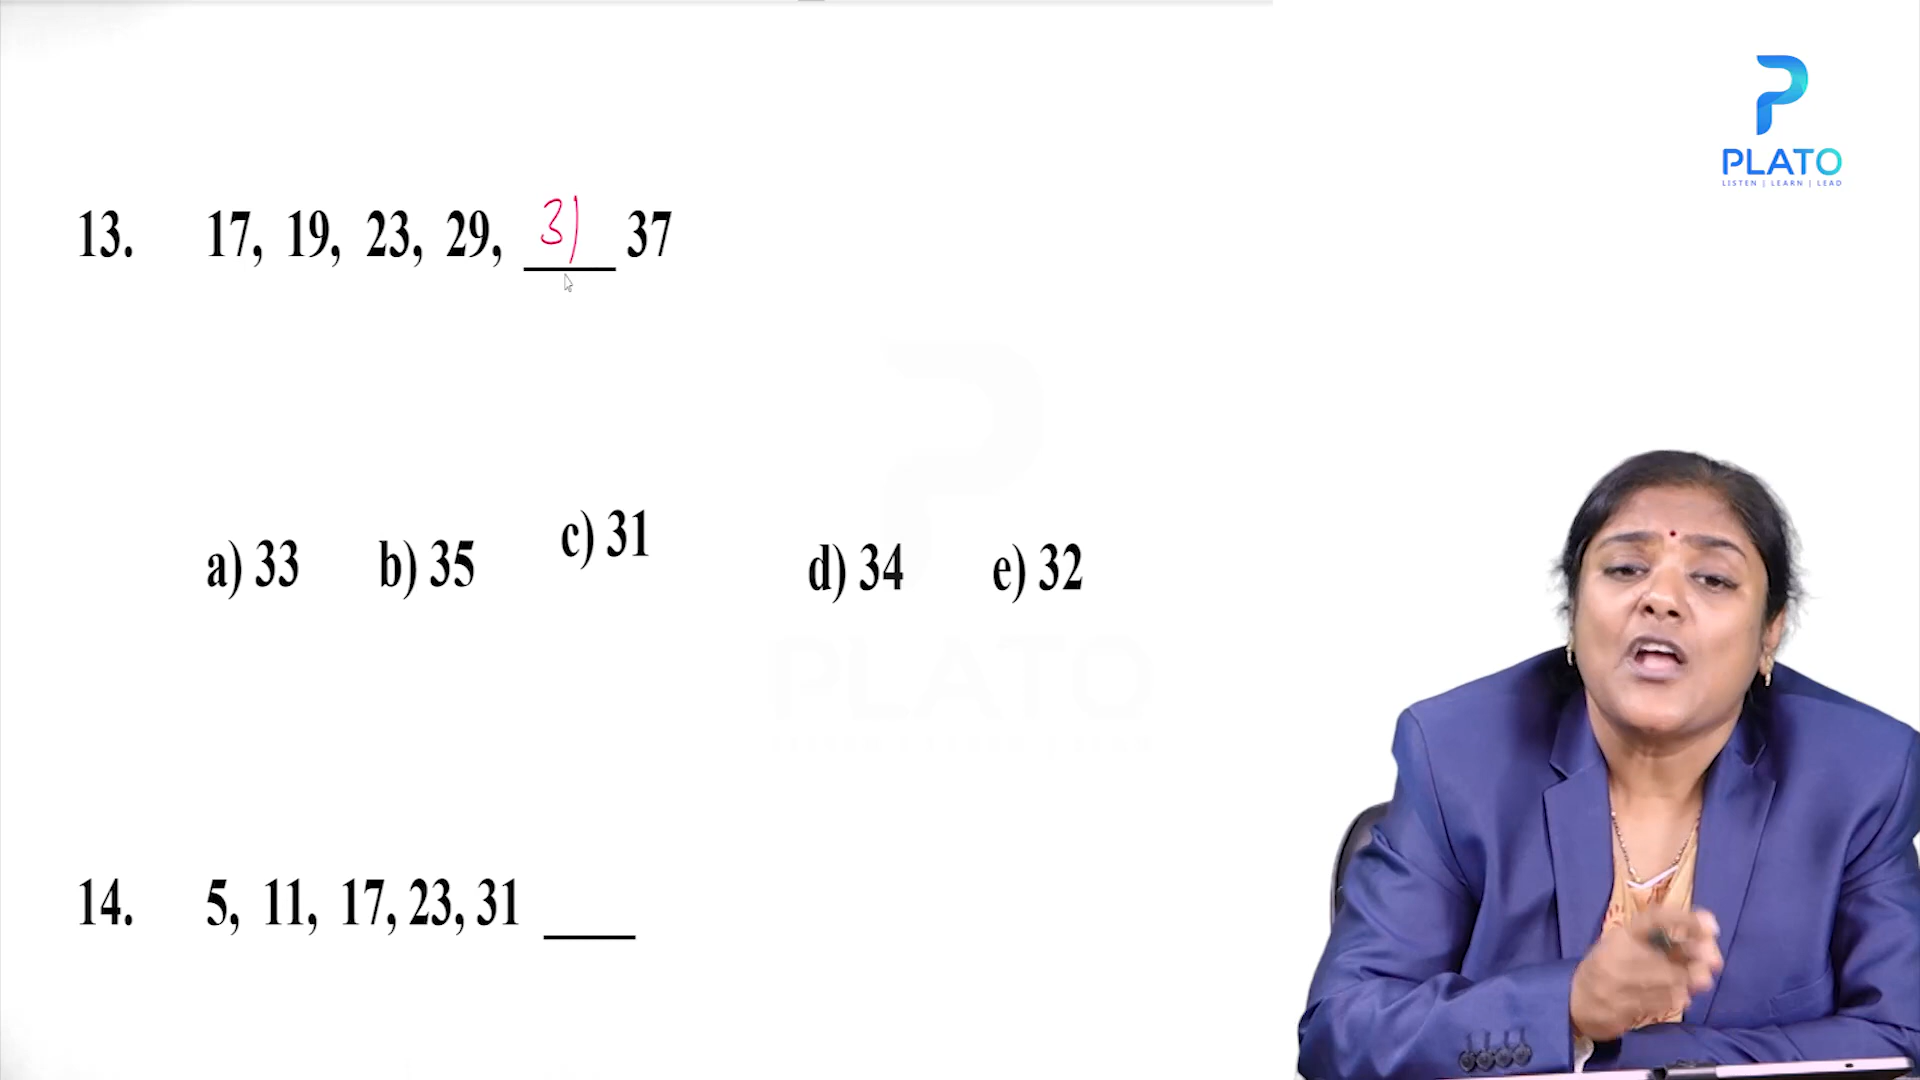 PLATO
LISTEN | LEARN | LEAD
13. 17, 19, 23, 29, 31 37
a) 33 b) 35 c) 31 d) 34 e) 32
PLATO
14. 5, 11, 17, 23, 31 ____